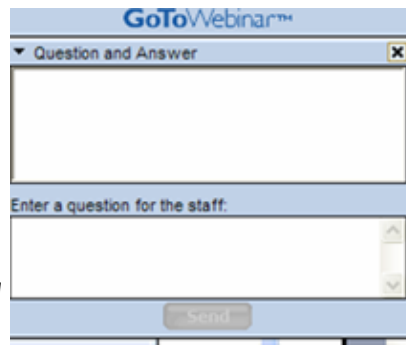 GoToWebinar™
Question and Answer
Enter a question for the staff:
Send